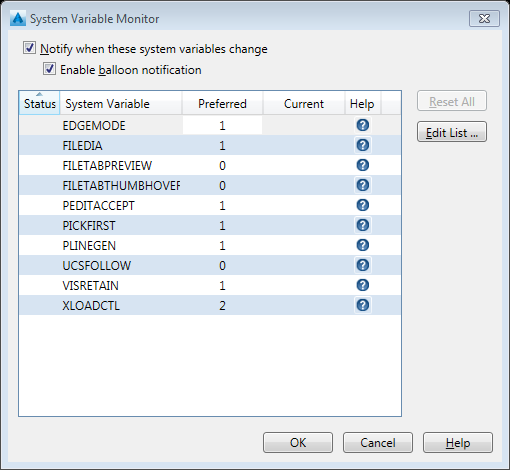 System Variable Monitor
Notify when these system variables change
Enable balloon notification
Status System Variable Preferred Current Help
EDGEMODE 1 ?
FILEDIA 1 ?
FILETABPREVIEW 0 ?
FILETABTHUMBHOVER 0 ?
PEDITACCEPT 1 ?
PICKFIRST 1 ?
PLINEGEN 1 ?
UCSFOLLOW 0 ?
VISRETAIN 1 ?
XLOADCTL 2 ?
Reset All
Edit List ...
OK Cancel Help